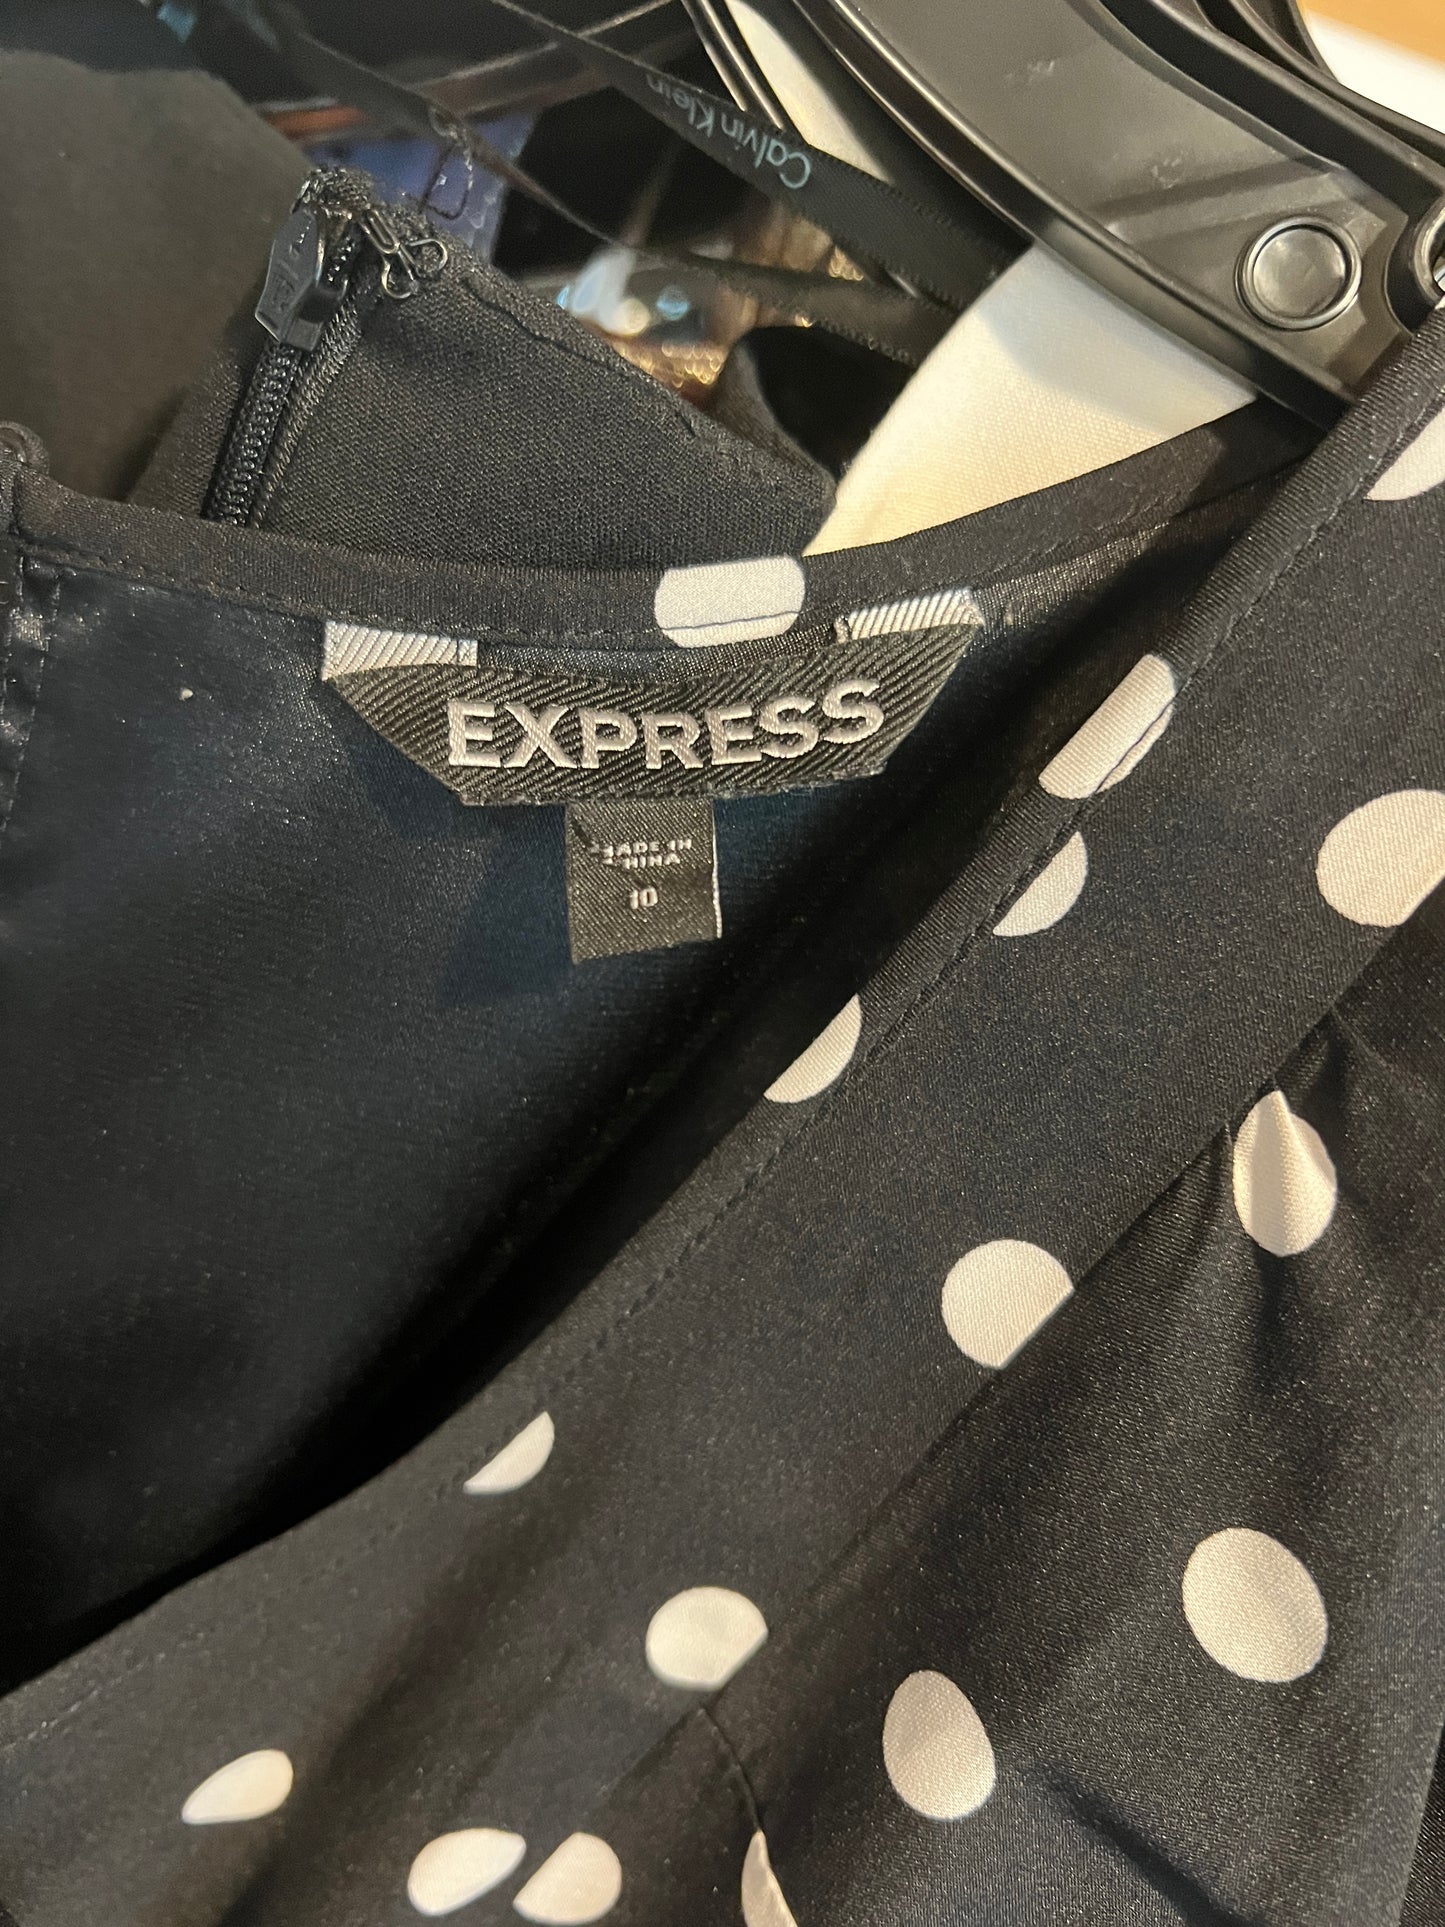 Calvin Klein
EXPRESS
MADE IN
CHINA
10